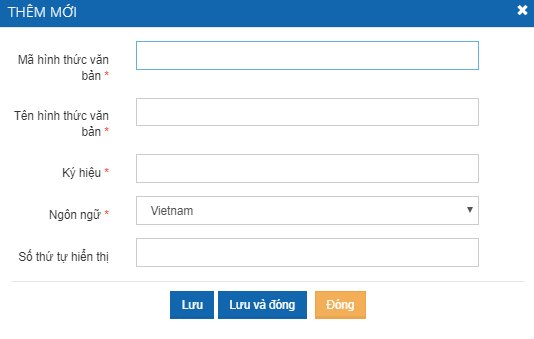 THÊM MỚI
Mã hình thức văn
bản *
Tên hình thức văn
bản *
Ký hiệu *
Ngôn ngữ *
Vietnam
Số thứ tự hiển thị
Lưu
Lưu và đóng
Đóng